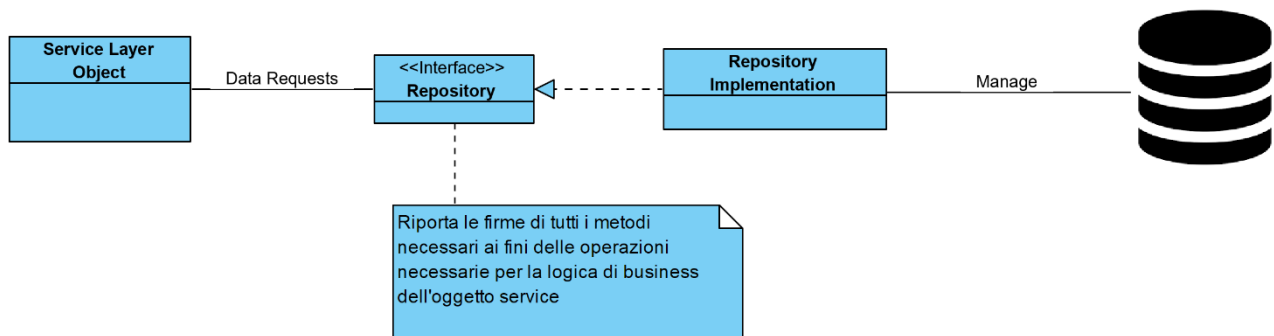 Service Layer
Object
Data Requests
<<Interface>>
Repository
Repository
Implementation
Manage
Riporta le firme di tutti i metodi
necessari ai fini delle operazioni
necessarie per la logica di business
dell'oggetto service